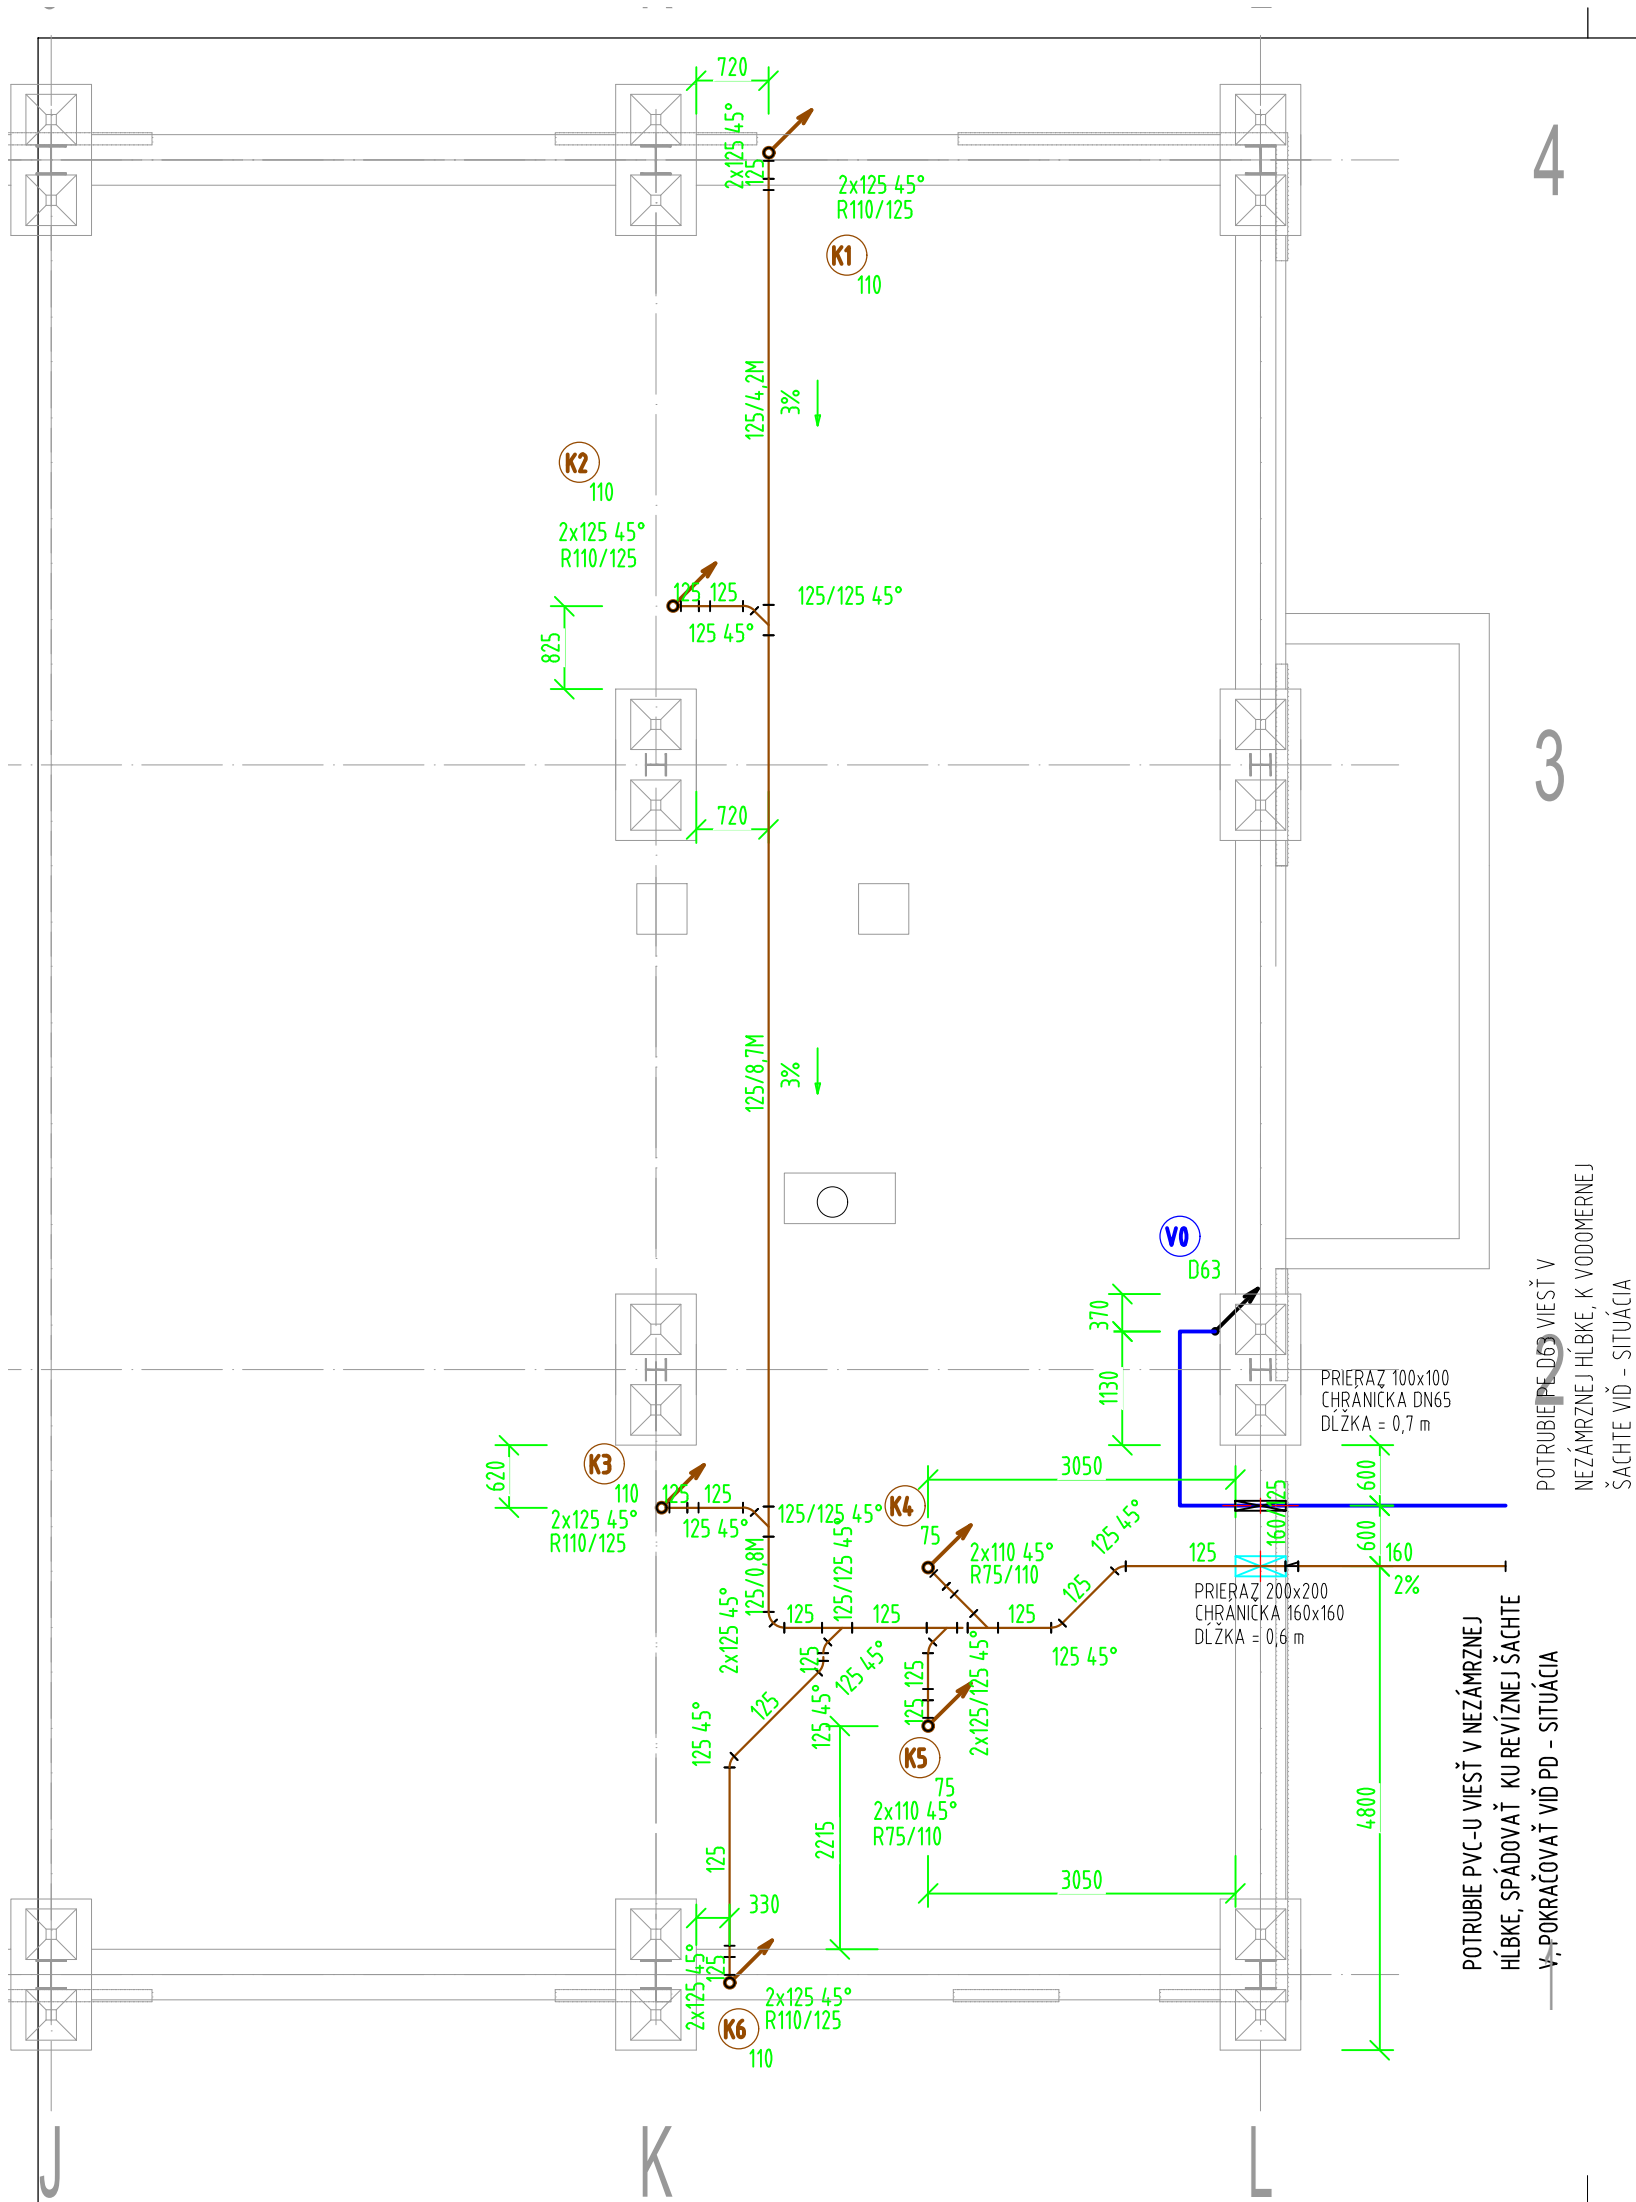 720
2x125 45°
125
2x125 45°
R110/125
4
K1
110
125/4,2M
3%
K2
110
2x125 45°
R110/125
125
125
125/125 45°
125 45°
825
3
720
125/8,7M
3%
V0
D63
370
1130
2
PRIERAZ 100x100
CHRÁNIČKA DN65
DĹŽKA = 0,7 m
POTRUBIE PE D63 VIESŤ V
NEZÁMRZNEJ HĹBKE, K VODOMERNEJ
ŠACHTE VIĎ - SITUÁCIA
620
K3
110
2x125 45°
R110/125
125
125
125 45°
125/125 45°
125/0,8M
2x125 45°
125
125/125 45°
125
3050
K4
75
2x110 45°
R75/110
125
125
125 45°
125 45°
125
160/125
600
600
160
2%
PRIERAZ 200x200
CHRÁNIČKA 160x160
DĹŽKA = 0,6 m
125
125 45°
125 45°
125
125 45°
125
125
2x125/125 45°
K5
75
2x110 45°
R75/110
2215
3050
4800
POTRUBIE PVC-U VIESŤ V NEZÁMRZNEJ
HĹBKE, SPÁDOVAŤ KU REVÍZNEJ ŠACHTE
V, POKRAČOVAŤ VIĎ PD - SITUÁCIA
125
330
2x125 45°
125
2x125 45°
R110/125
K6
110
1
J
K
L